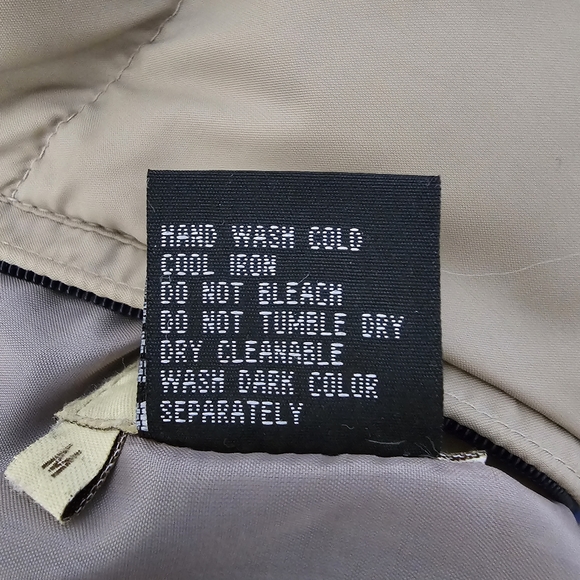 HAND WASH COLD
COOL IRON
DO NOT BLEACH
DO NOT TUMBLE DRY
DRY CLEANABLE
WASH DARK COLOR
SEPARATELY